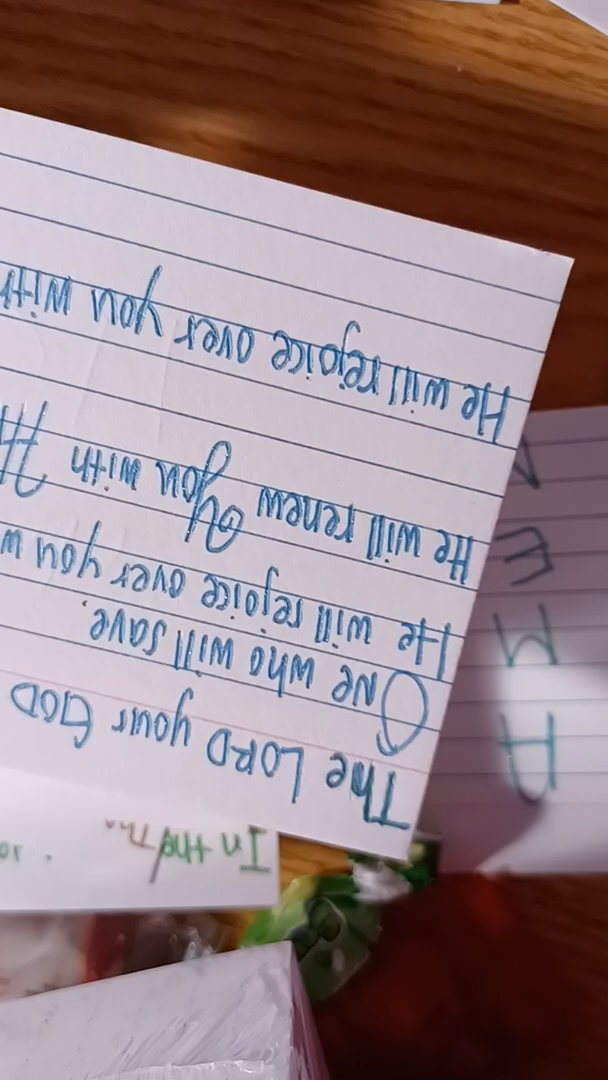 The LORD your GOD
One who will save.
He will rejoice over you w
He will renew You with H
He will rejoice over you with
In the
A
E